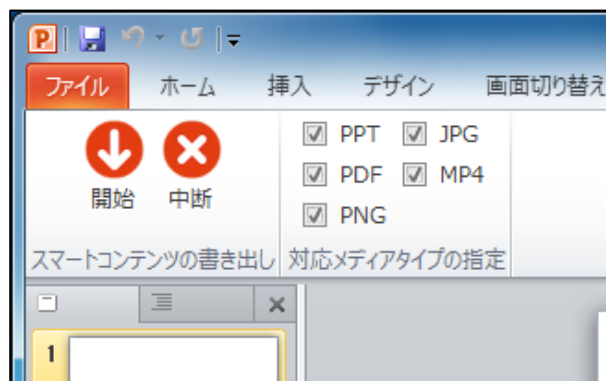 P
ファイル ホーム 挿入 デザイン 画面切り替え
PPT JPG
PDF MP4
開始 中断
PNG
スマートコンテンツの書き出し 対応メディアタイプの指定
1